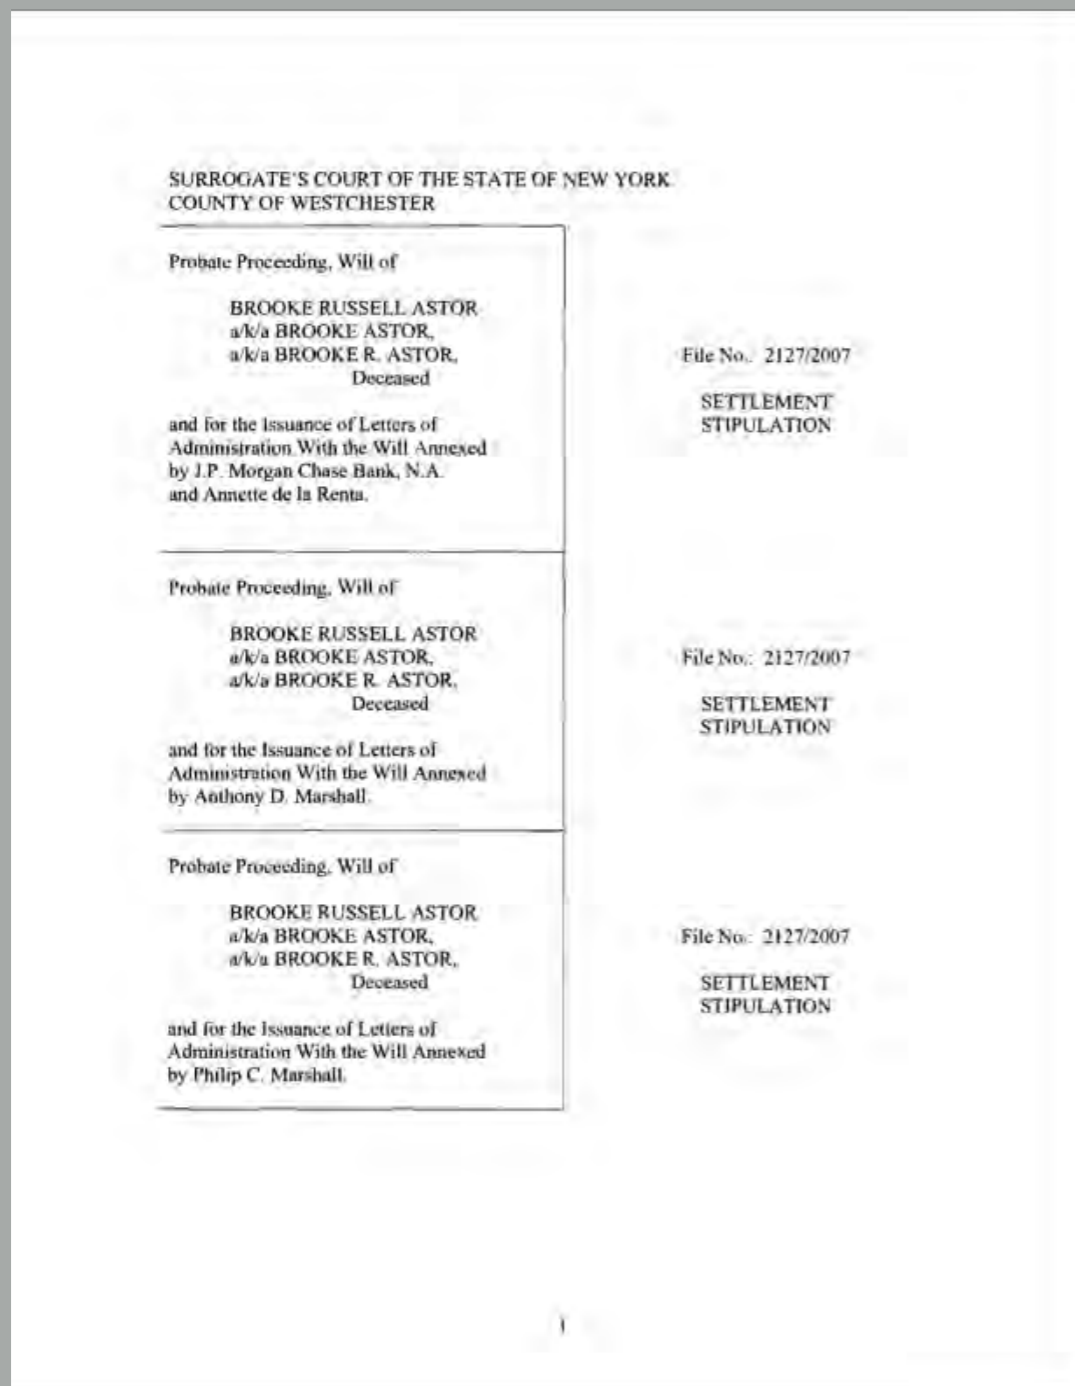 SURROGATE'S COURT OF THE STATE OF NEW YORK
COUNTY OF WESTCHESTER
Probate Proceeding, Will of
BROOKE RUSSELL ASTOR
a/k/a BROOKE ASTOR,
a/k/a BROOKE R. ASTOR,
Deceased
and for the Issuance of Letters of
Administration With the Will Annexed
by J.P. Morgan Chase Bank, N.A.
and Annette de la Renta.
File No.: 2127/2007
SETTLEMENT
STIPULATION
Probate Proceeding, Will of
BROOKE RUSSELL ASTOR
a/k/a BROOKE ASTOR,
a/k/a BROOKE R. ASTOR,
Deceased
and for the Issuance of Letters of
Administration With the Will Annexed
by Anthony D. Marshall.
File No.: 2127/2007
SETTLEMENT
STIPULATION
Probate Proceeding, Will of
BROOKE RUSSELL ASTOR
a/k/a BROOKE ASTOR,
a/k/a BROOKE R. ASTOR,
Deceased
and for the Issuance of Letters of
Administration With the Will Annexed
by Philip C. Marshall.
File No.: 2127/2007
SETTLEMENT
STIPULATION
1